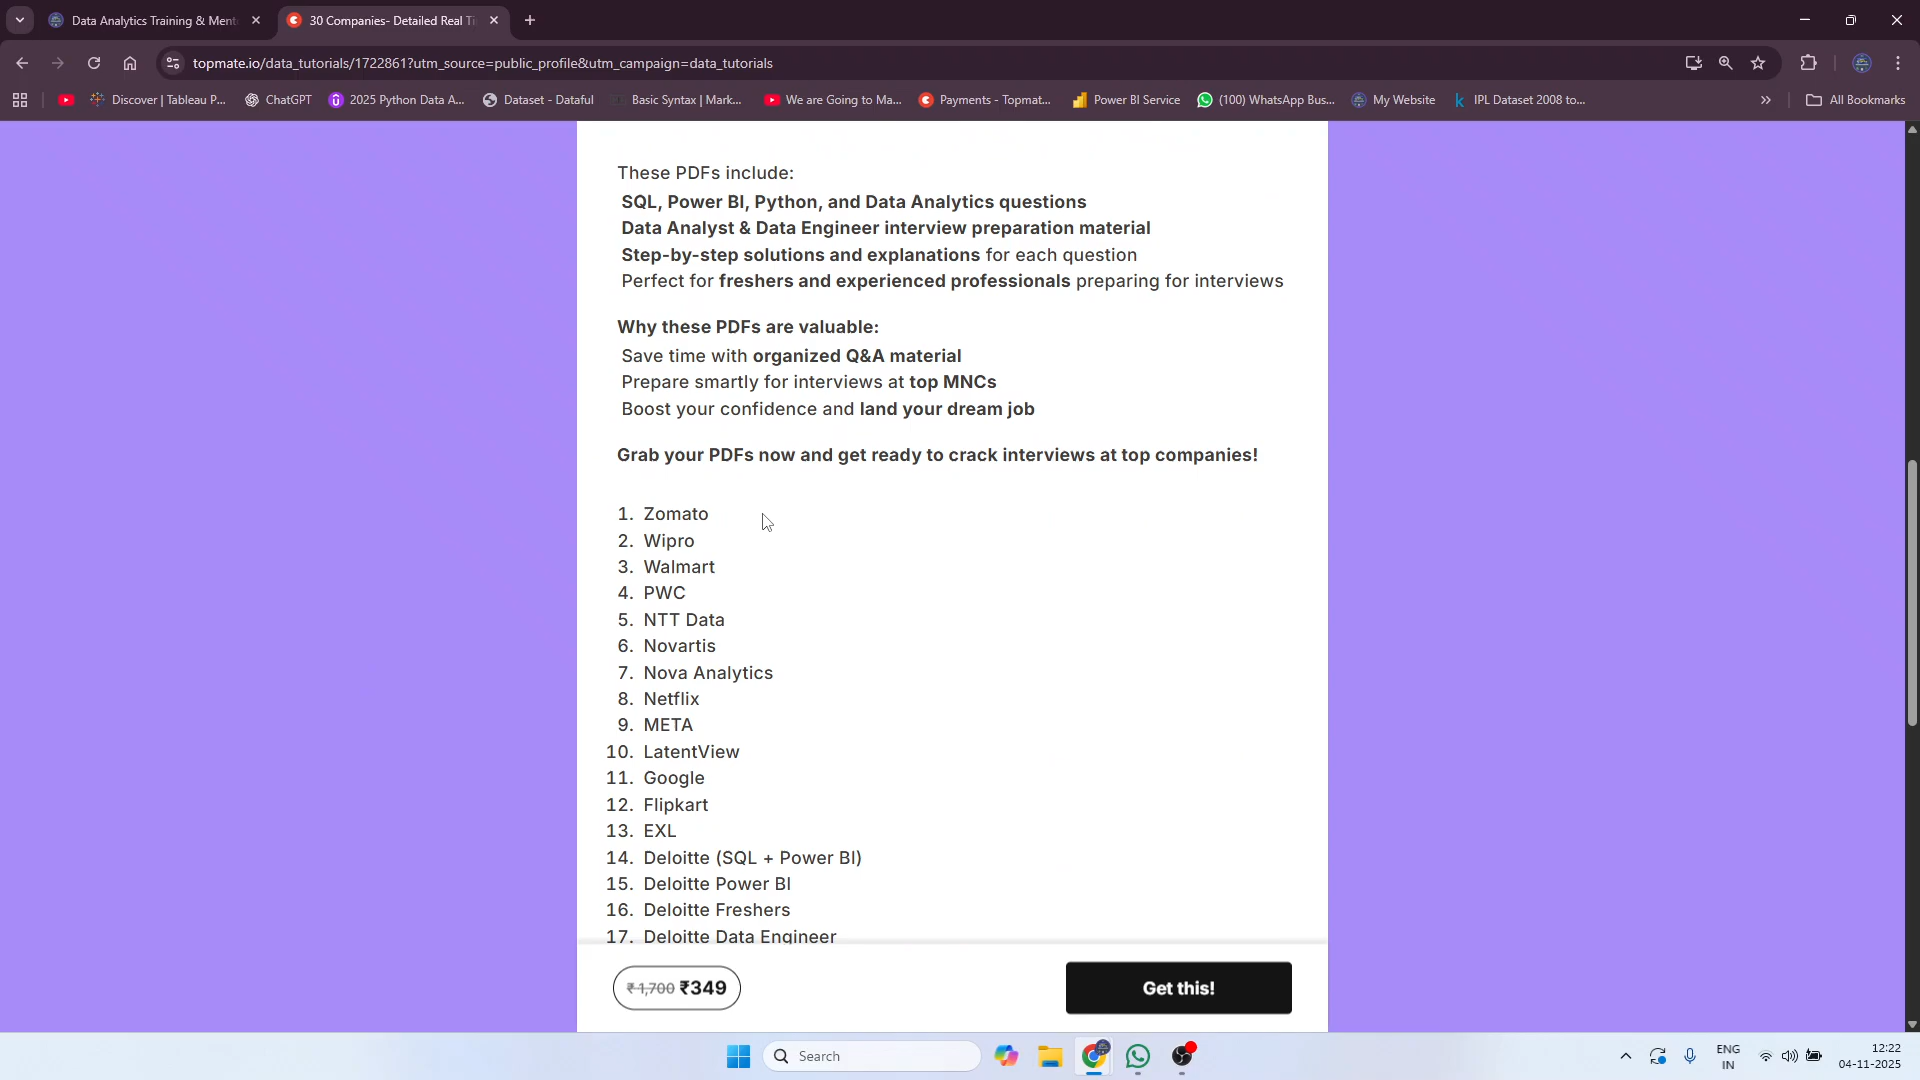 Data Analytics Training & Ment
30 Companies- Detailed Real Ti
topmate.io/data_tutorials/1722861?utm_source=public_profile&utm_campaign=data_tutorials
Discover | Tableau P...
ChatGPT
2025 Python Data A...
Dataset - Dataful
Basic Syntax | Mark...
We are Going to Ma...
Payments - Topmat...
Power BI Service
(100) WhatsApp Bus...
My Website
IPL Dataset 2008 to...
All Bookmarks
These PDFs include:
SQL, Power BI, Python, and Data Analytics questions
Data Analyst & Data Engineer interview preparation material
Step-by-step solutions and explanations for each question
Perfect for freshers and experienced professionals preparing for interviews
Why these PDFs are valuable:
Save time with organized Q&A material
Prepare smartly for interviews at top MNCs
Boost your confidence and land your dream job
Grab your PDFs now and get ready to crack interviews at top companies!
1. Zomato
2. Wipro
3. Walmart
4. PWC
5. NTT Data
6. Novartis
7. Nova Analytics
8. Netflix
9. META
10. LatentView
11. Google
12. Flipkart
13. EXL
14. Deloitte (SQL + Power BI)
15. Deloitte Power BI
16. Deloitte Freshers
17. Deloitte Data Engineer
₹1,700 ₹349
Get this!
Search
ENG
IN
12:22
04-11-2025